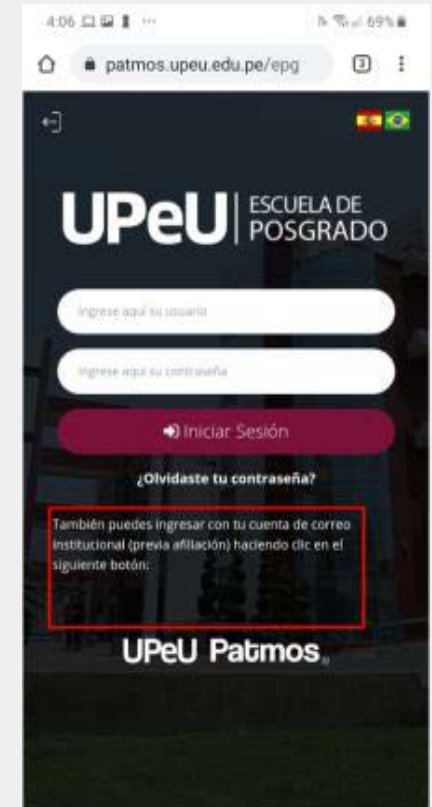 4:06
69%
patmos.upeu.edu.pe/epg
3
UPeU
ESCUELA DE
POSGRADO
Ingrese aquí su usuario
Ingrese aquí su contraseña
Iniciar Sesión
¿Olvidaste tu contraseña?
También puedes ingresar con tu cuenta de correo
institucional (previa afiliación) haciendo clic en el
siguiente botón:
UPeU Patmos